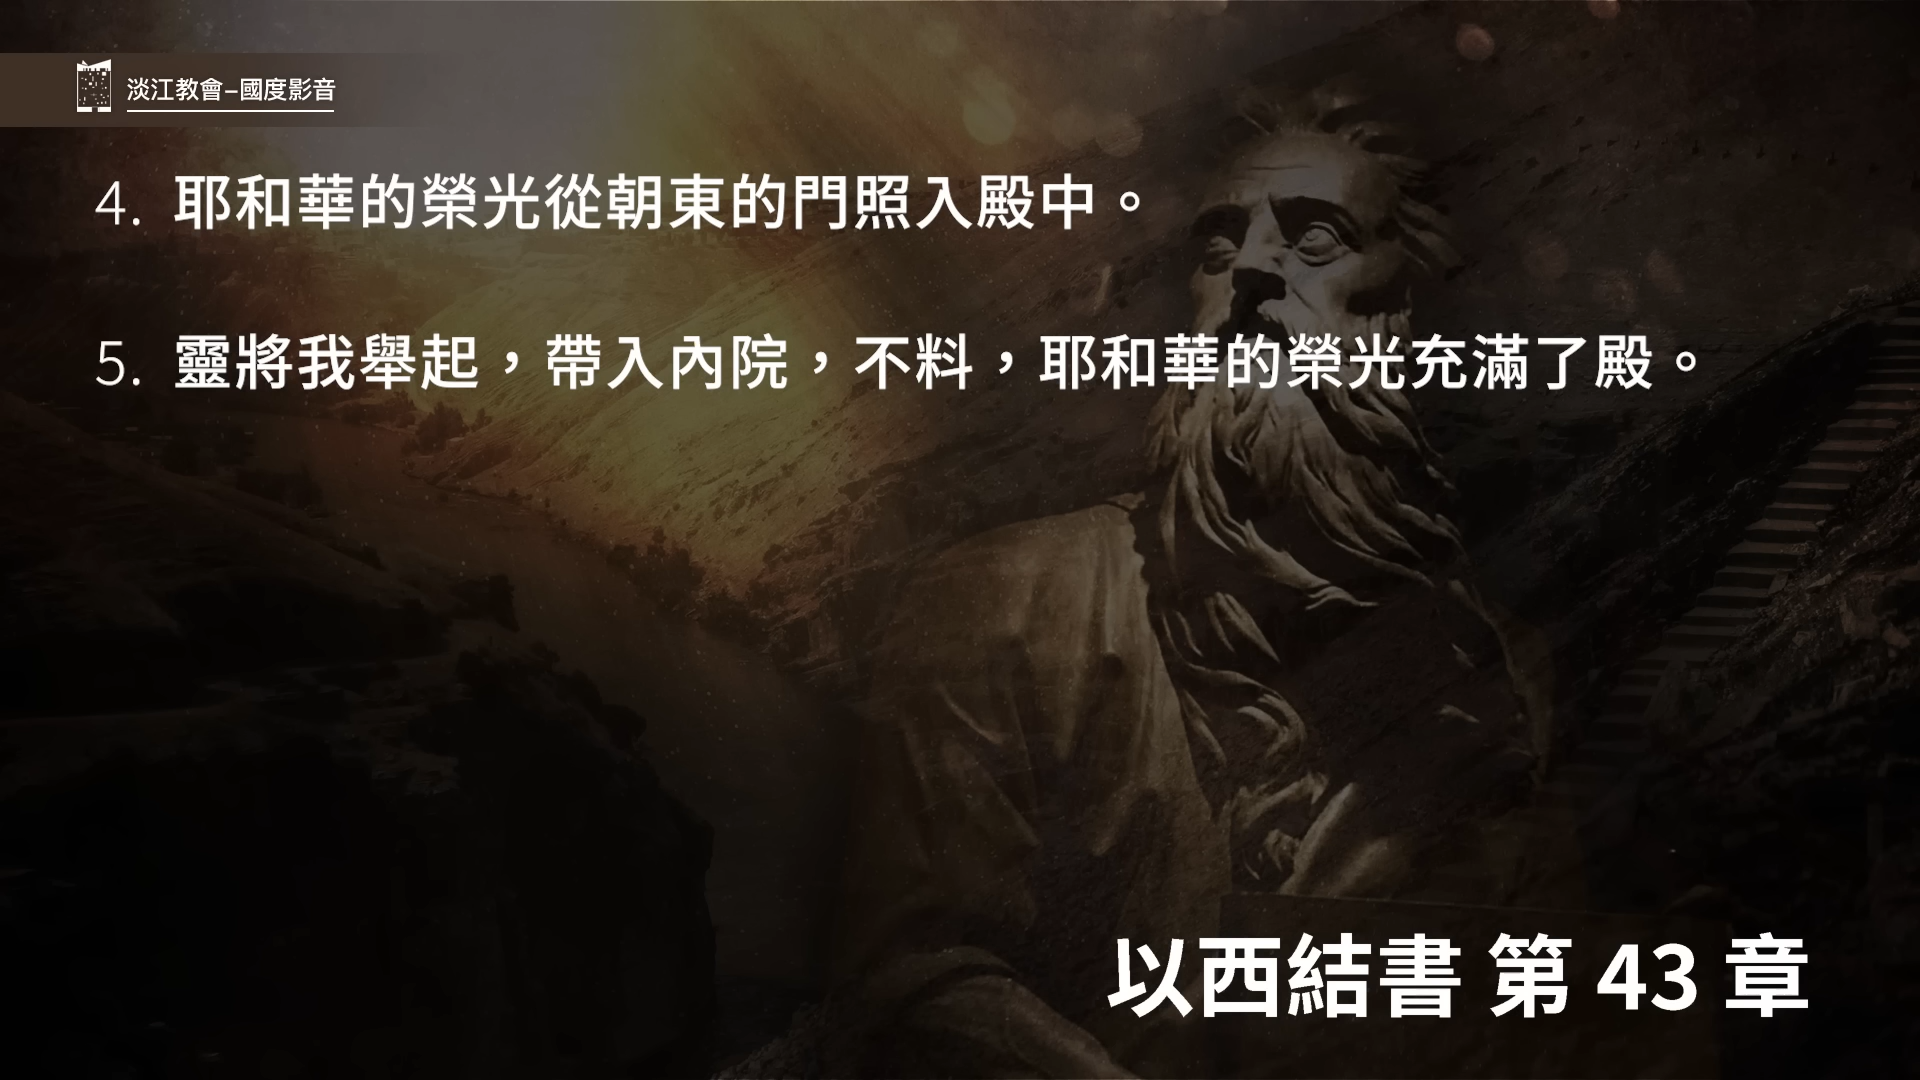 淡江教會–國度影音
4. 耶和華的榮光從朝東的門照入殿中。
5. 靈將我舉起，帶入內院，不料，耶和華的榮光充滿了殿。
以西結書 第 43 章